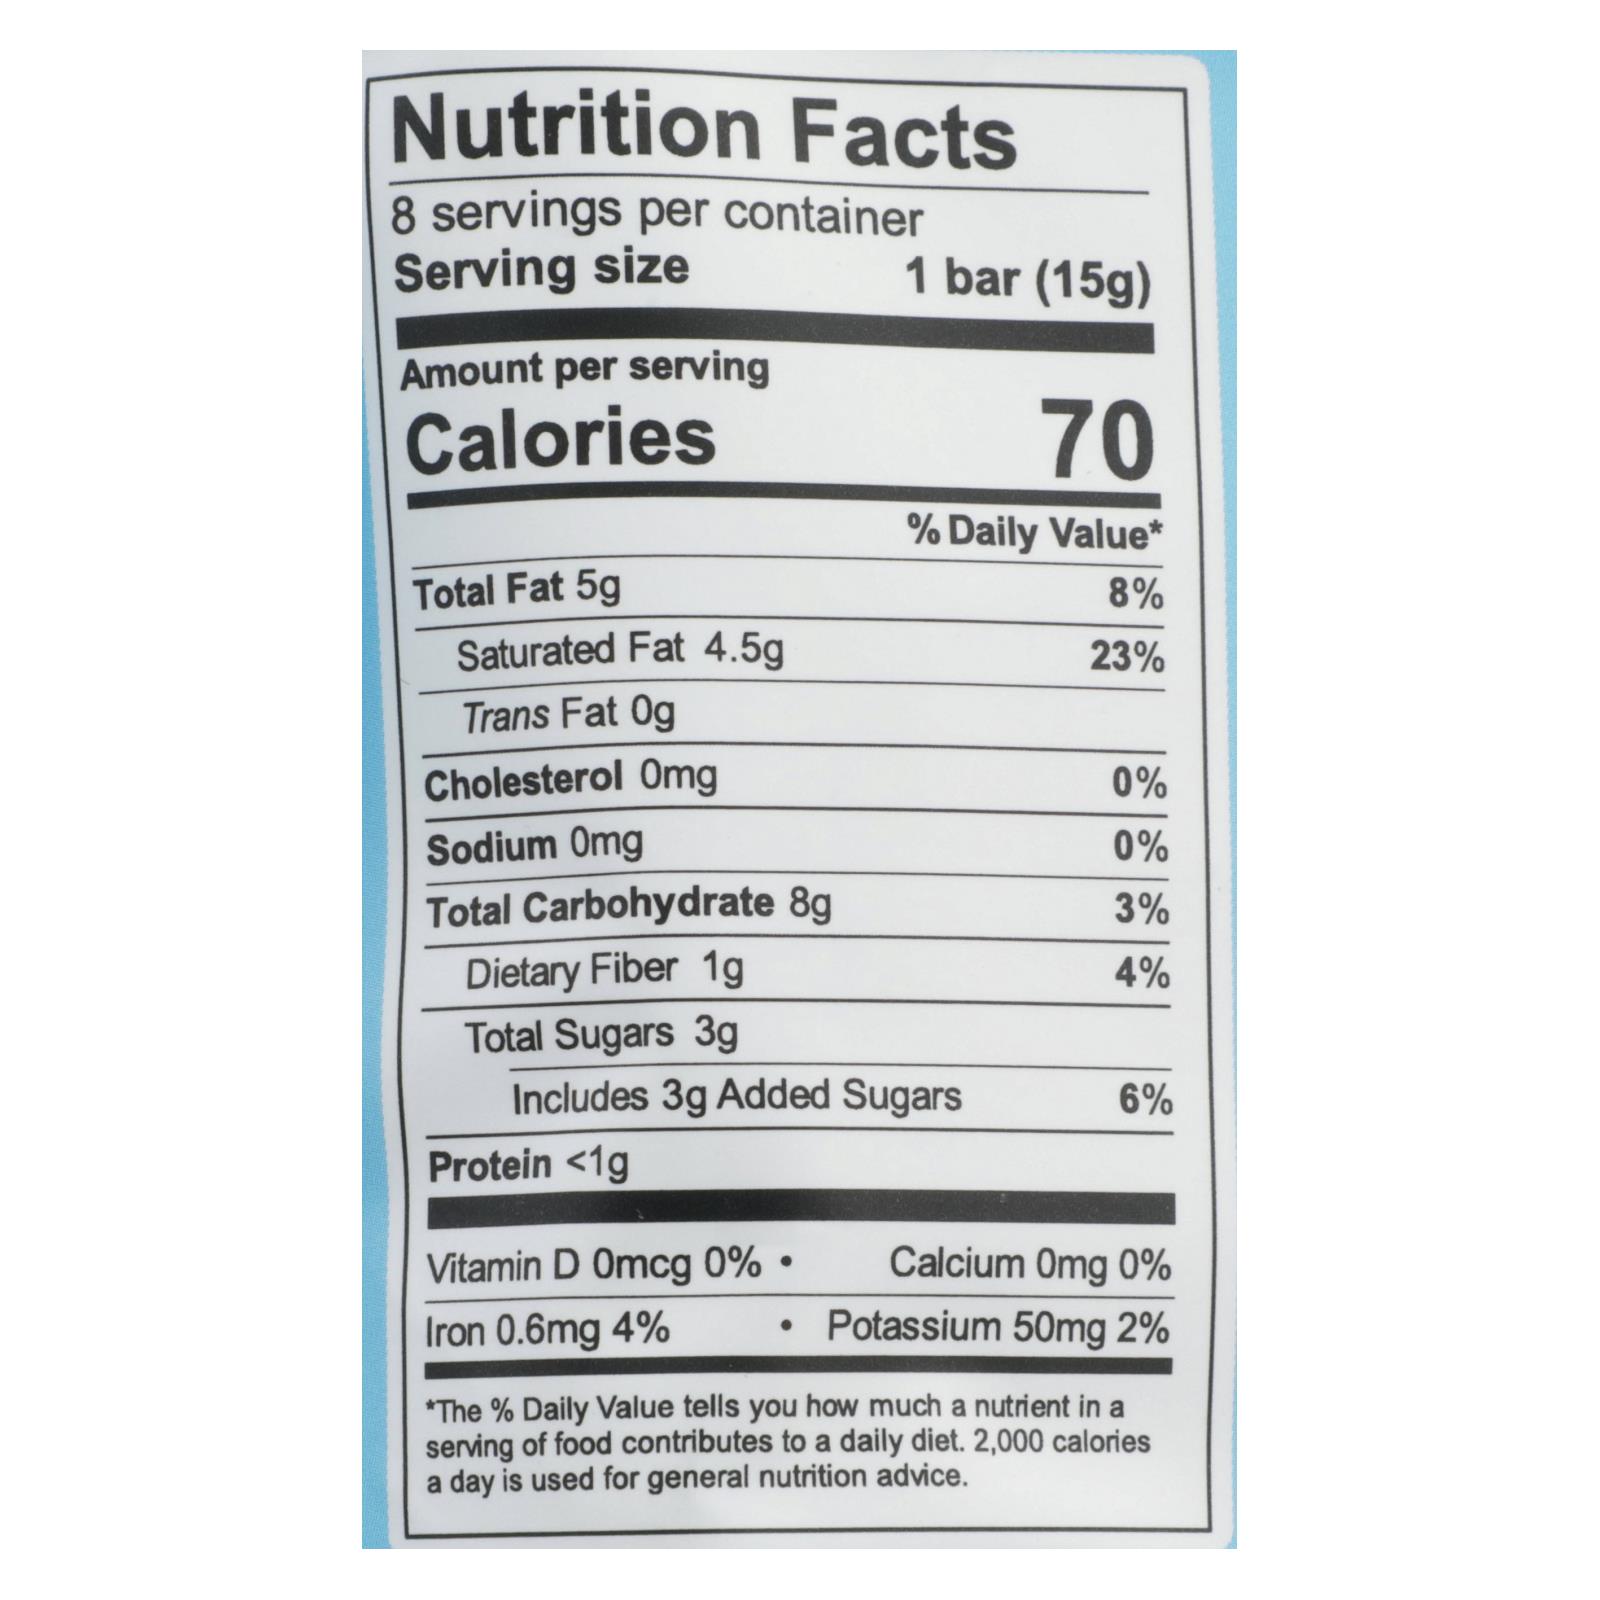 Nutrition Facts
8 servings per container
Serving size 1 bar (15g)
Amount per serving
Calories 70
% Daily Value*
Total Fat 5g 8%
Saturated Fat 4.5g 23%
Trans Fat 0g
Cholesterol 0mg 0%
Sodium 0mg 0%
Total Carbohydrate 8g 3%
Dietary Fiber 1g 4%
Total Sugars 3g
Includes 3g Added Sugars 6%
Protein <1g
Vitamin D 0mcg 0% • Calcium 0mg 0%
Iron 0.6mg 4% • Potassium 50mg 2%
*The % Daily Value tells you how much a nutrient in a
serving of food contributes to a daily diet. 2,000 calories
a day is used for general nutrition advice.